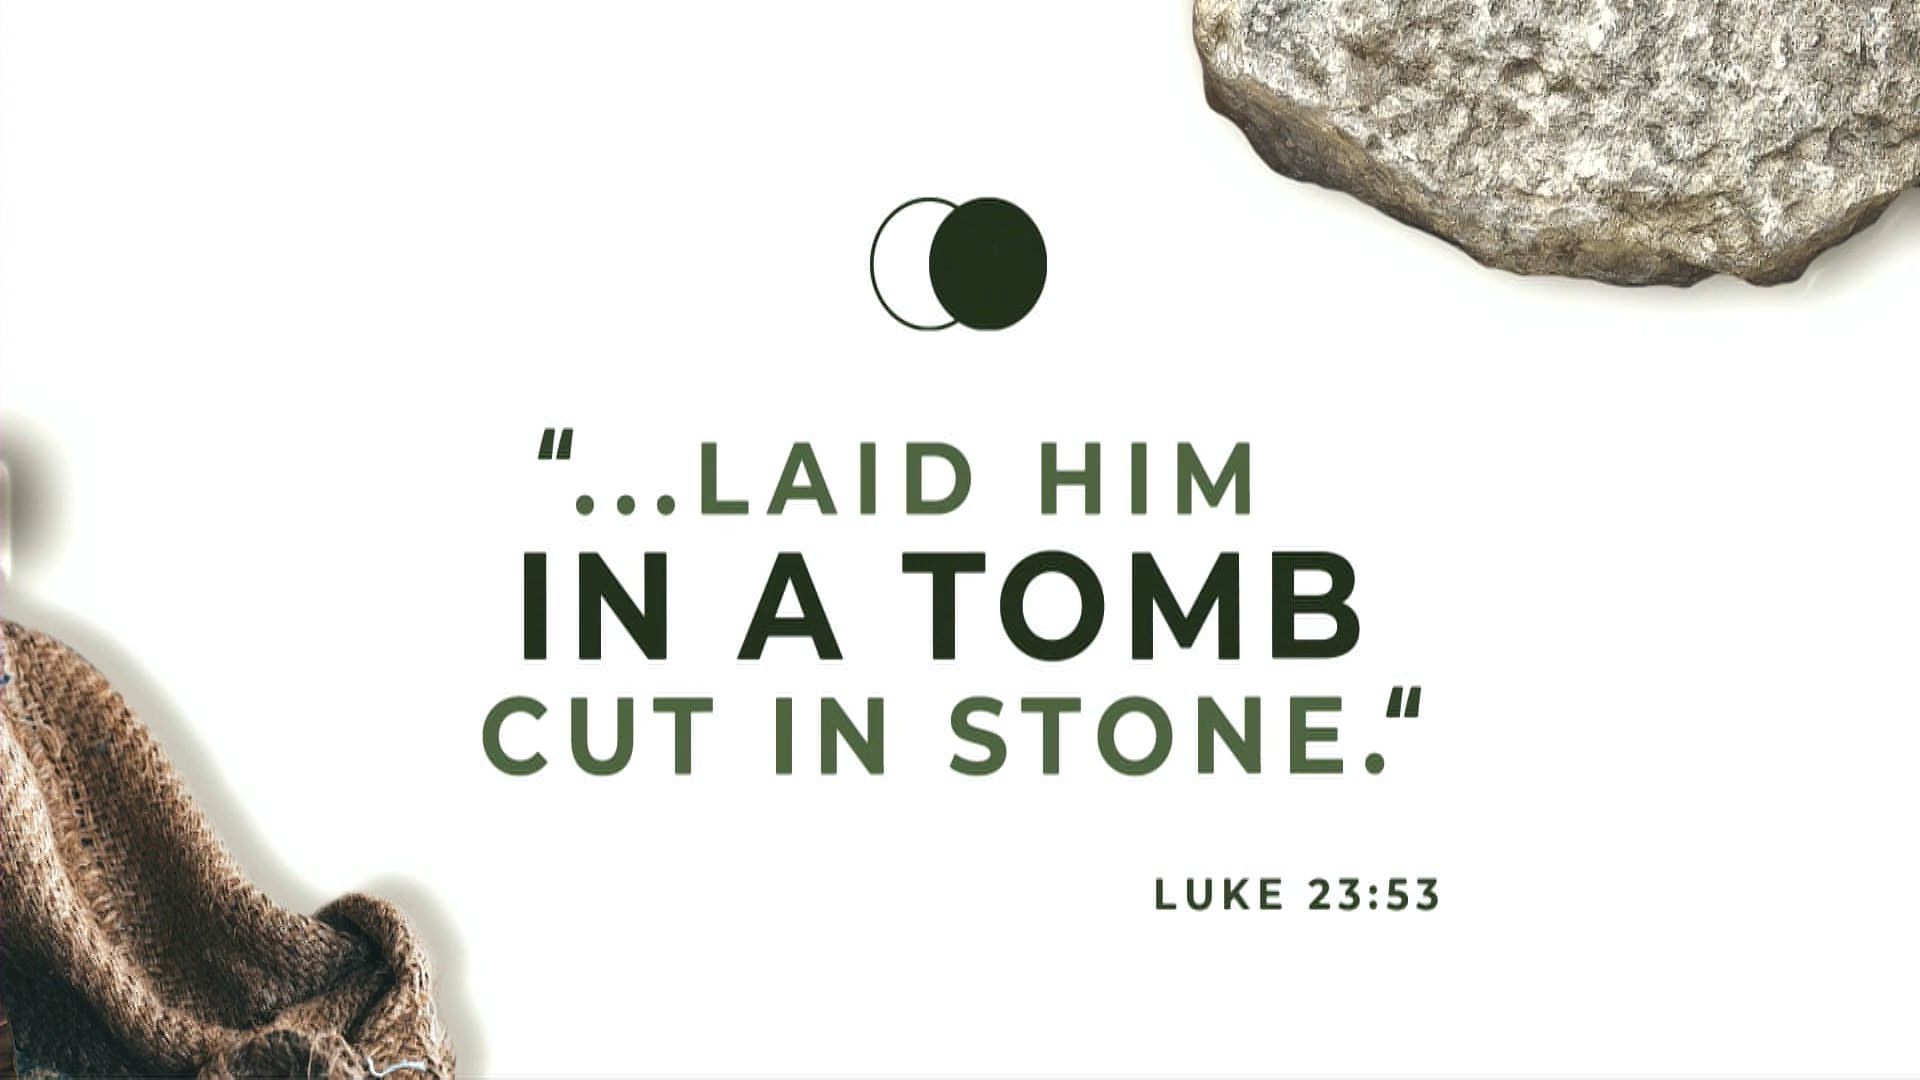 “...LAID HIM
IN A TOMB
CUT IN STONE.“
LUKE 23:53